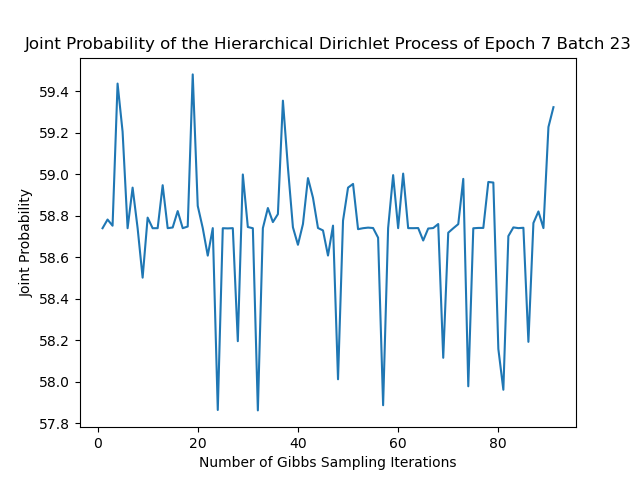 Joint Probability of the Hierarchical Dirichlet Process of Epoch 7 Batch 23
59.4
59.2
59.0
58.8
58.6
58.4
58.2
58.0
57.8
Joint Probability
0 20 40 60 80
Number of Gibbs Sampling Iterations